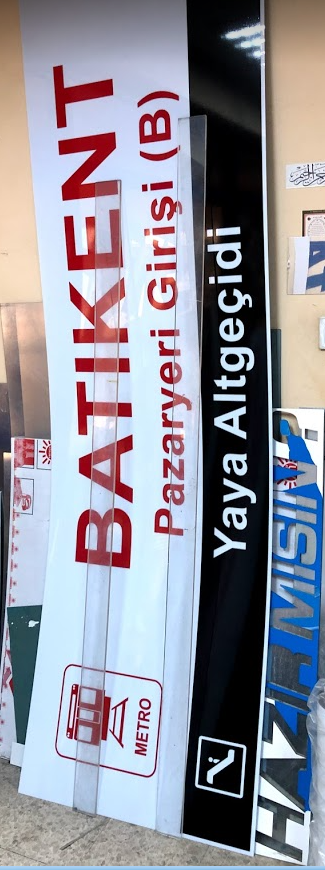 BATIKENT
Pazaryeri Girişi (B)
Yaya Altgeçidi
METRO
HAZIR MISIN?